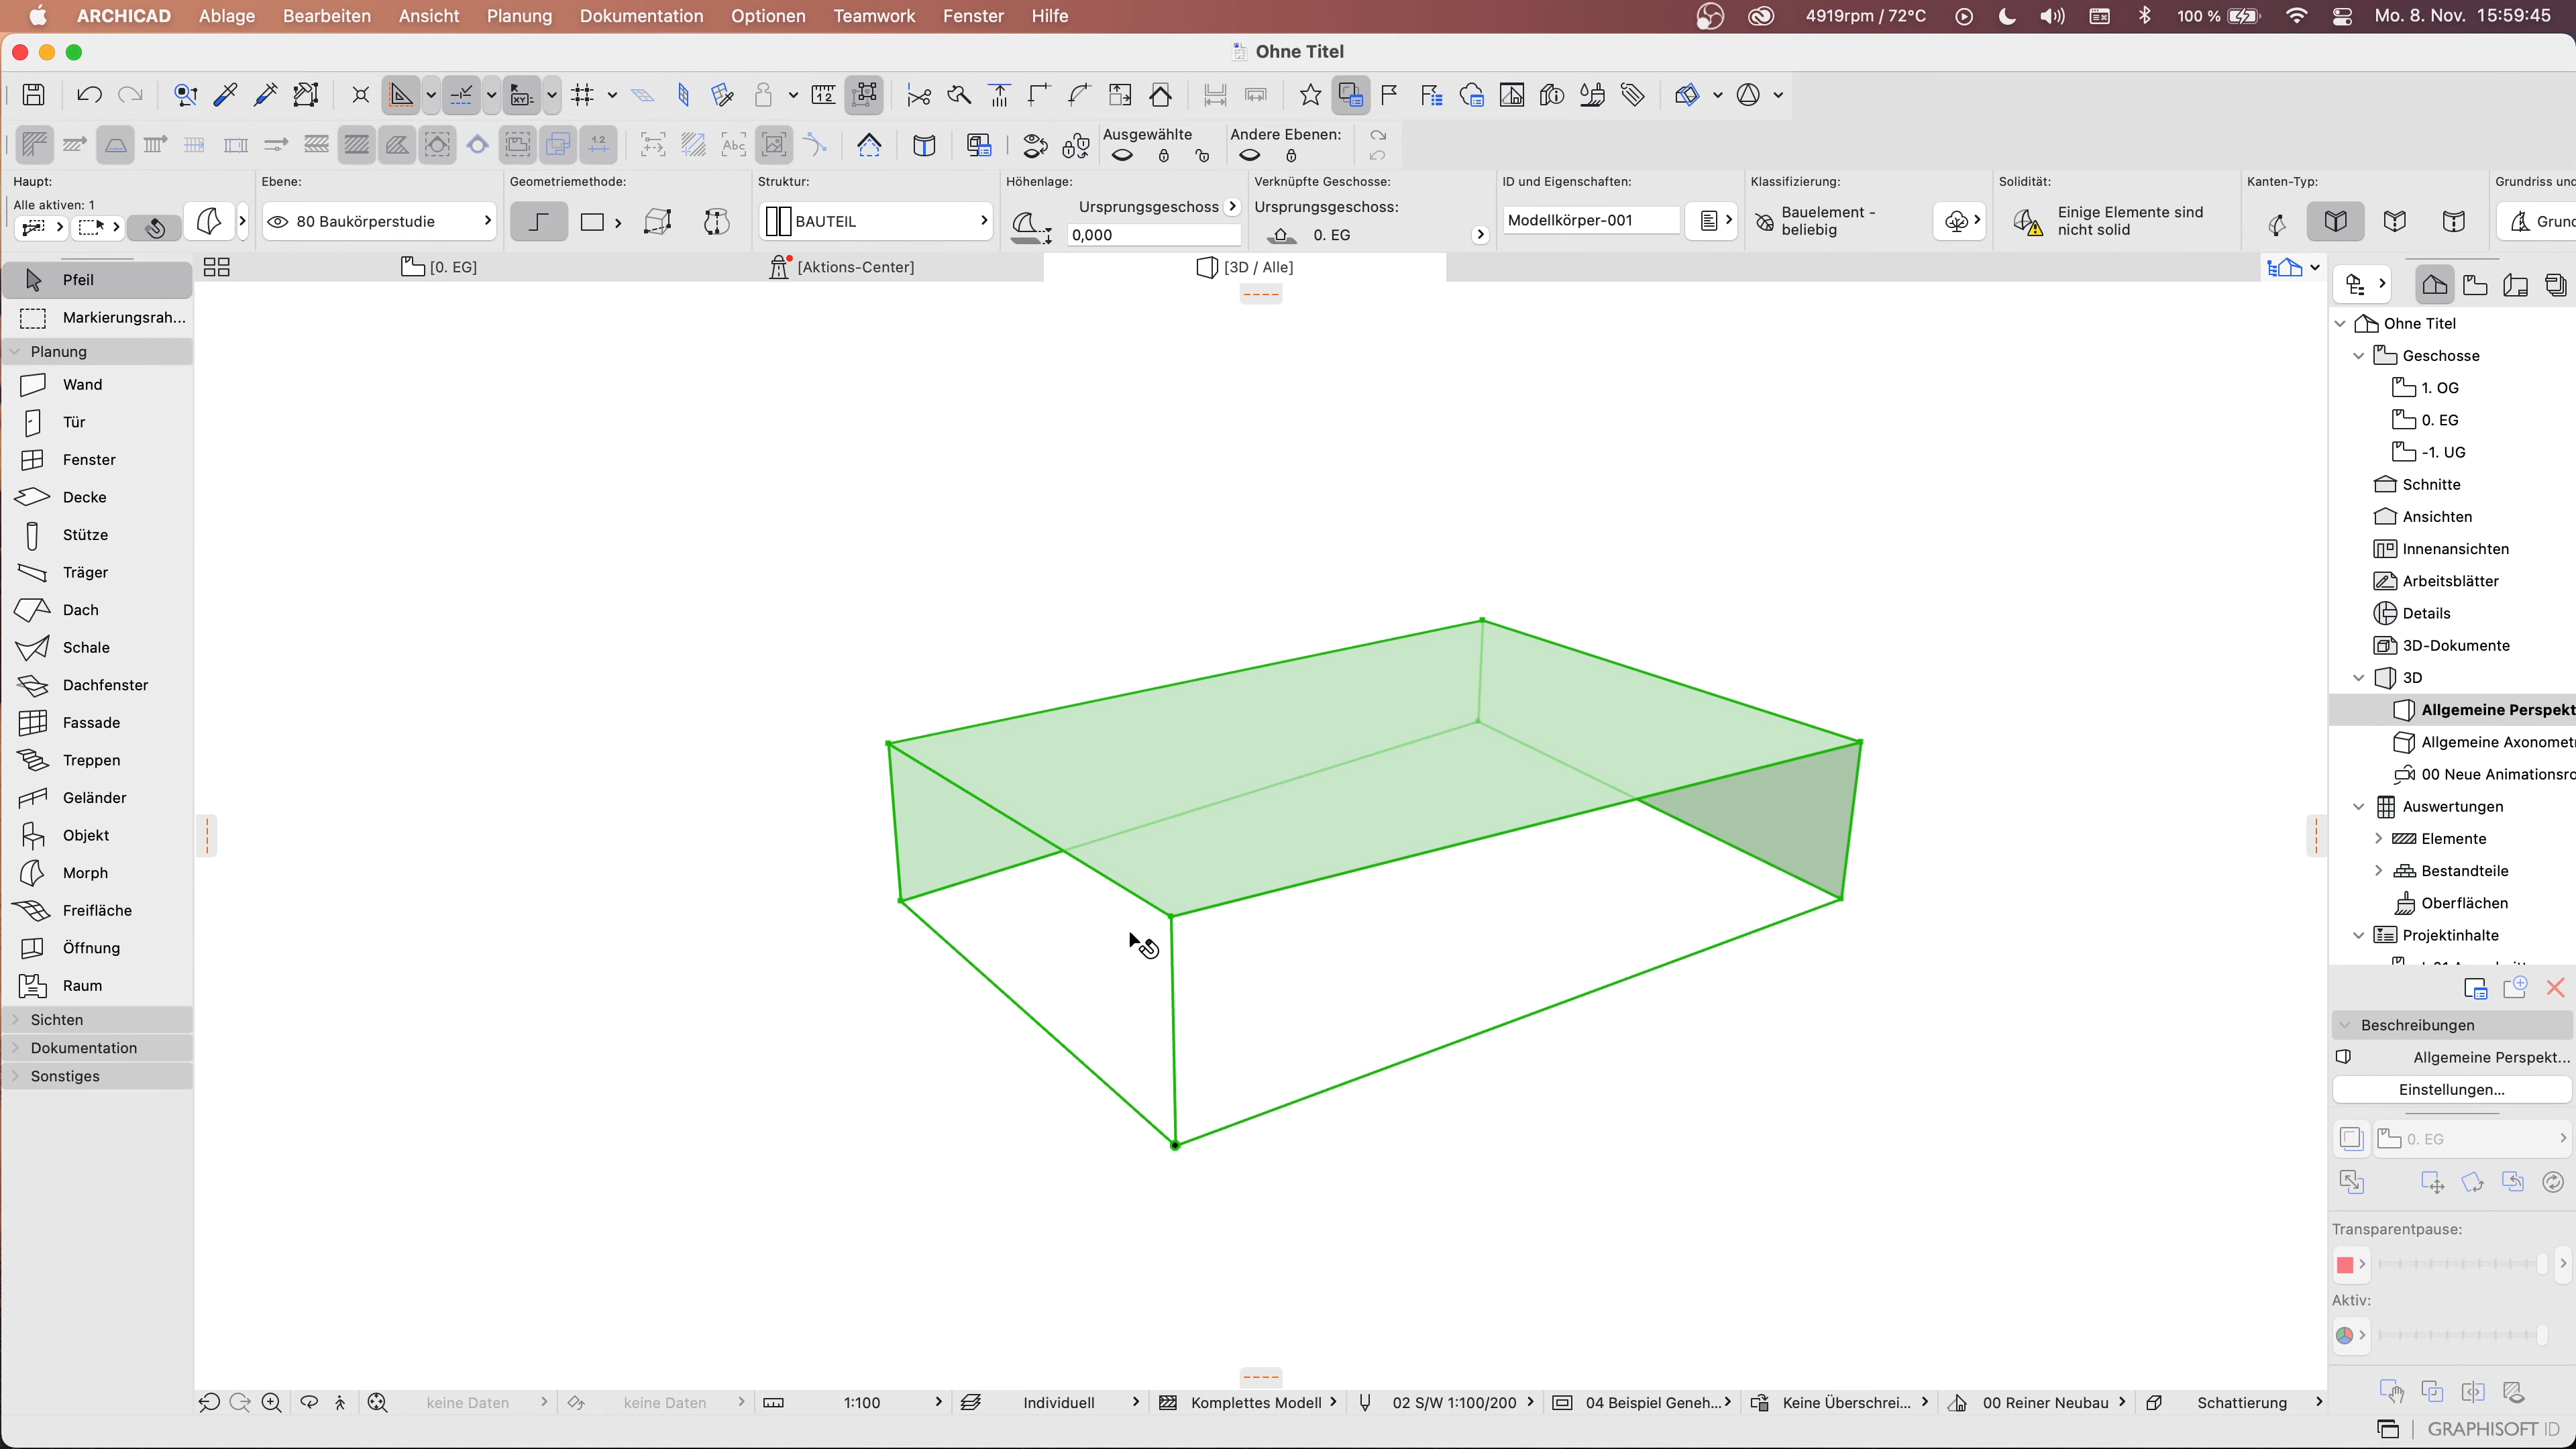 ARCHICAD Ablage Bearbeiten Ansicht Planung Dokumentation Optionen Teamwork Fenster Hilfe 4919rpm / 72°C 100 % Mo. 8. Nov. 15:59:45
Ohne Titel
Ausgewählte Andere Ebenen:
Haupt: Ebene: Geometriemethode: Struktur: Höhenlage: Verknüpfte Geschosse: ID und Eigenschaften: Klassifizierung: Solidität: Kanten-Typ: Grundriss und
Alle aktiven: 1
80 Baukörperstudie
BAUTEIL
Ursprungsgeschoss
0,000
Ursprungsgeschoss:
0. EG
Modellkörper-001
Bauelement -
beliebig
Einige Elemente sind
nicht solid
Grund
[0. EG] [Aktions-Center] [3D / Alle]
Pfeil
Markierungsrah...
Planung
Wand
Tür
Fenster
Decke
Stütze
Träger
Dach
Schale
Dachfenster
Fassade
Treppen
Geländer
Objekt
Morph
Freifläche
Öffnung
Raum
Sichten
Dokumentation
Sonstiges
Ohne Titel
Geschosse
1. OG
0. EG
-1. UG
Schnitte
Ansichten
Innenansichten
Arbeitsblätter
Details
3D-Dokumente
3D
Allgemeine Perspekt
Allgemeine Axonomet
00 Neue Animationsro
Auswertungen
Elemente
Bestandteile
Oberflächen
Projektinhalte
Beschreibungen
Allgemeine Perspekt...
Einstellungen...
0. EG
Transparentpause:
Aktiv:
keine Daten keine Daten 1:100 Individuell Komplettes Modell 02 S/W 1:100/200 04 Beispiel Geneh... Keine Überschrei... 00 Reiner Neubau Schattierung
GRAPHISOFT ID